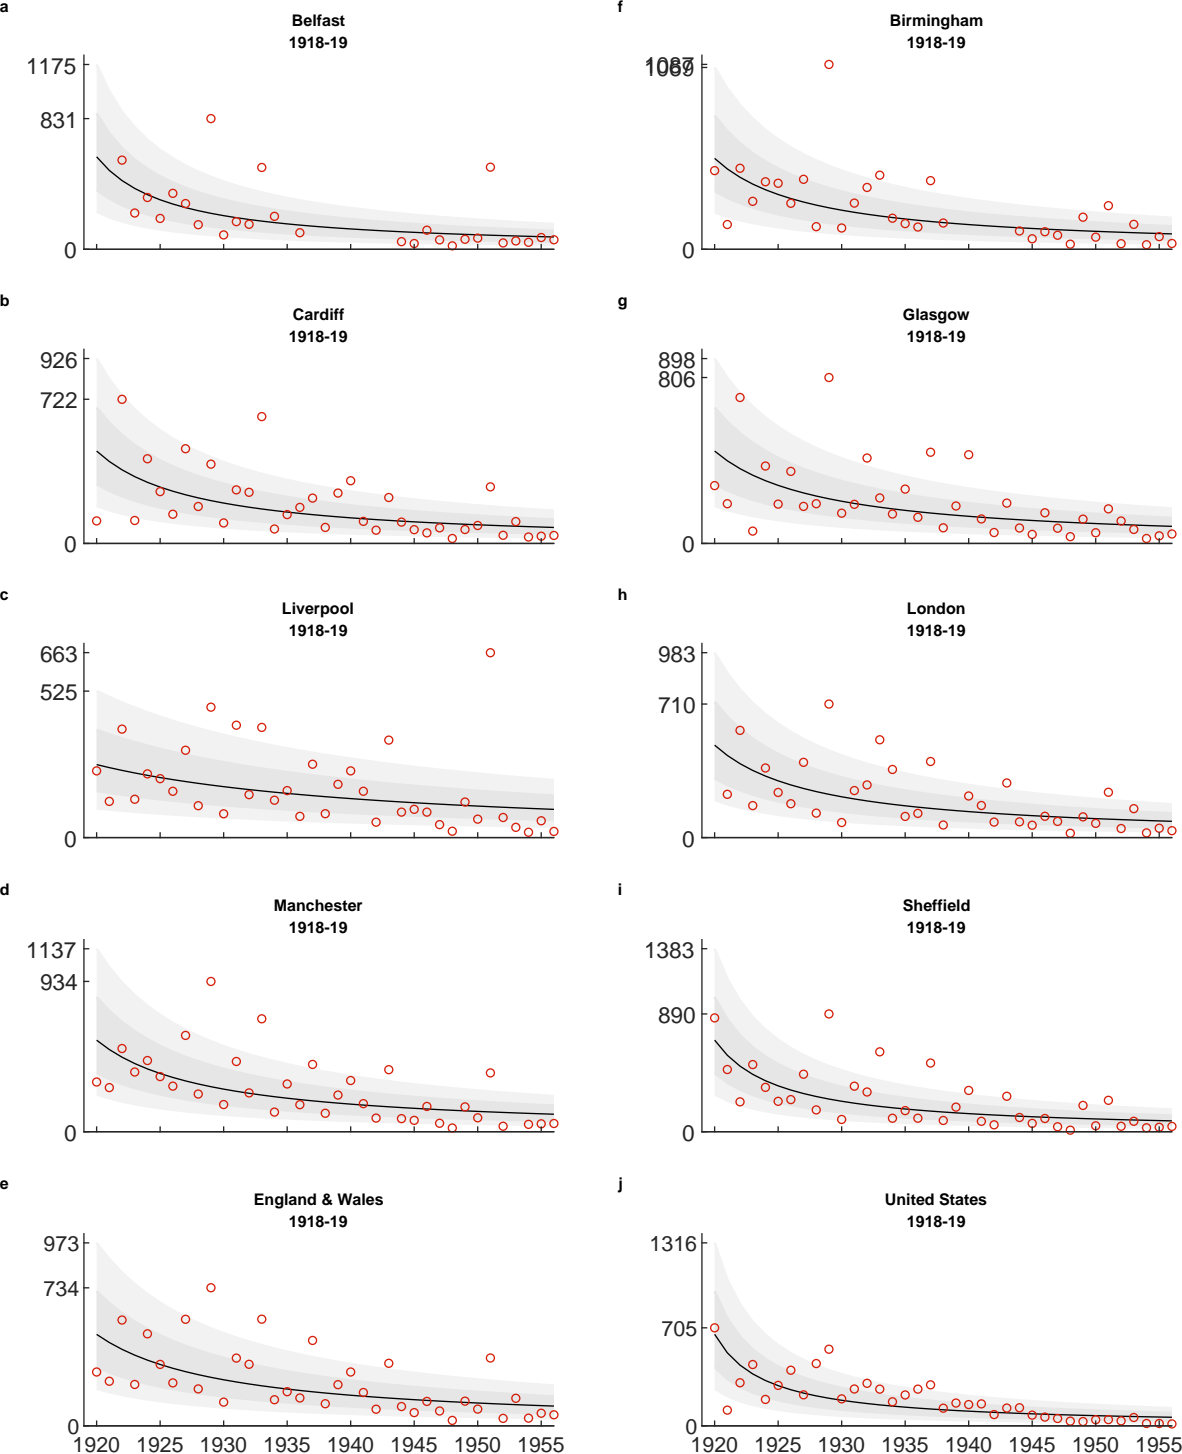 a
Belfast
1918-19
1175
831
0
f
Birmingham
1918-19
1087
1069
0
b
Cardiff
1918-19
926
722
0
g
Glasgow
1918-19
898
806
0
c
Liverpool
1918-19
663
525
0
h
London
1918-19
983
710
0
d
Manchester
1918-19
1137
934
0
i
Sheffield
1918-19
1383
890
0
e
England & Wales
1918-19
973
734
0
1920 1925 1930 1935 1940 1945 1950 1955
j
United States
1918-19
1316
705
0
1920 1925 1930 1935 1940 1945 1950 1955